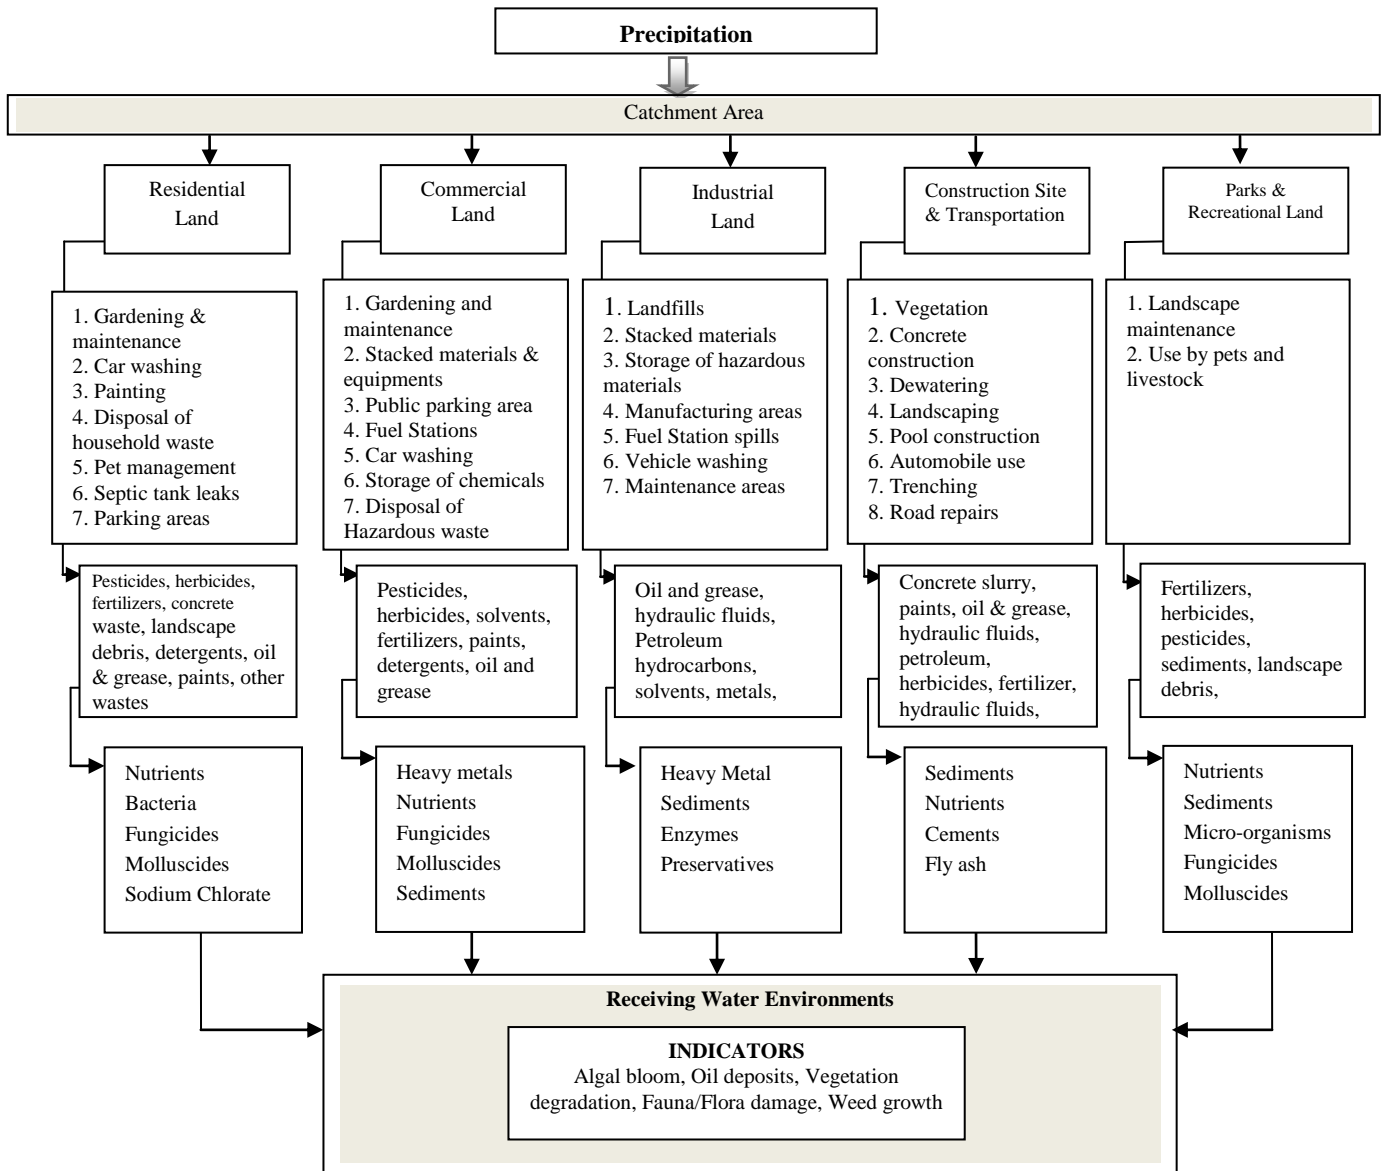 Precipitation
Catchment Area
Residential
Land
Commercial
Land
Industrial
Land
Construction Site
& Transportation
Parks &
Recreational Land
1. Gardening &
maintenance
2. Car washing
3. Painting
4. Disposal of
household waste
5. Pet management
6. Septic tank leaks
7. Parking areas
1. Gardening and
maintenance
2. Stacked materials &
equipments
3. Public parking area
4. Fuel Stations
5. Car washing
6. Storage of chemicals
7. Disposal of
Hazardous waste
1. Landfills
2. Stacked materials
3. Storage of hazardous
materials
4. Manufacturing areas
5. Fuel Station spills
6. Vehicle washing
7. Maintenance areas
1. Vegetation
2. Concrete
construction
3. Dewatering
4. Landscaping
5. Pool construction
6. Automobile use
7. Trenching
8. Road repairs
1. Landscape
maintenance
2. Use by pets and
livestock
Pesticides, herbicides,
fertilizers, concrete
waste, landscape
debris, detergents, oil
& grease, paints, other
wastes
Pesticides,
herbicides, solvents,
fertilizers, paints,
detergents, oil and
grease
Oil and grease,
hydraulic fluids,
Petroleum
hydrocarbons,
solvents, metals,
Concrete slurry,
paints, oil & grease,
hydraulic fluids,
petroleum,
herbicides, fertilizer,
hydraulic fluids,
Fertilizers,
herbicides,
pesticides,
sediments, landscape
debris,
Nutrients
Bacteria
Fungicides
Molluscides
Sodium Chlorate
Heavy metals
Nutrients
Fungicides
Molluscides
Sediments
Heavy Metal
Sediments
Enzymes
Preservatives
Sediments
Nutrients
Cements
Fly ash
Nutrients
Sediments
Micro-organisms
Fungicides
Molluscides
Receiving Water Environments
INDICATORS
Algal bloom, Oil deposits, Vegetation
degradation, Fauna/Flora damage, Weed growth